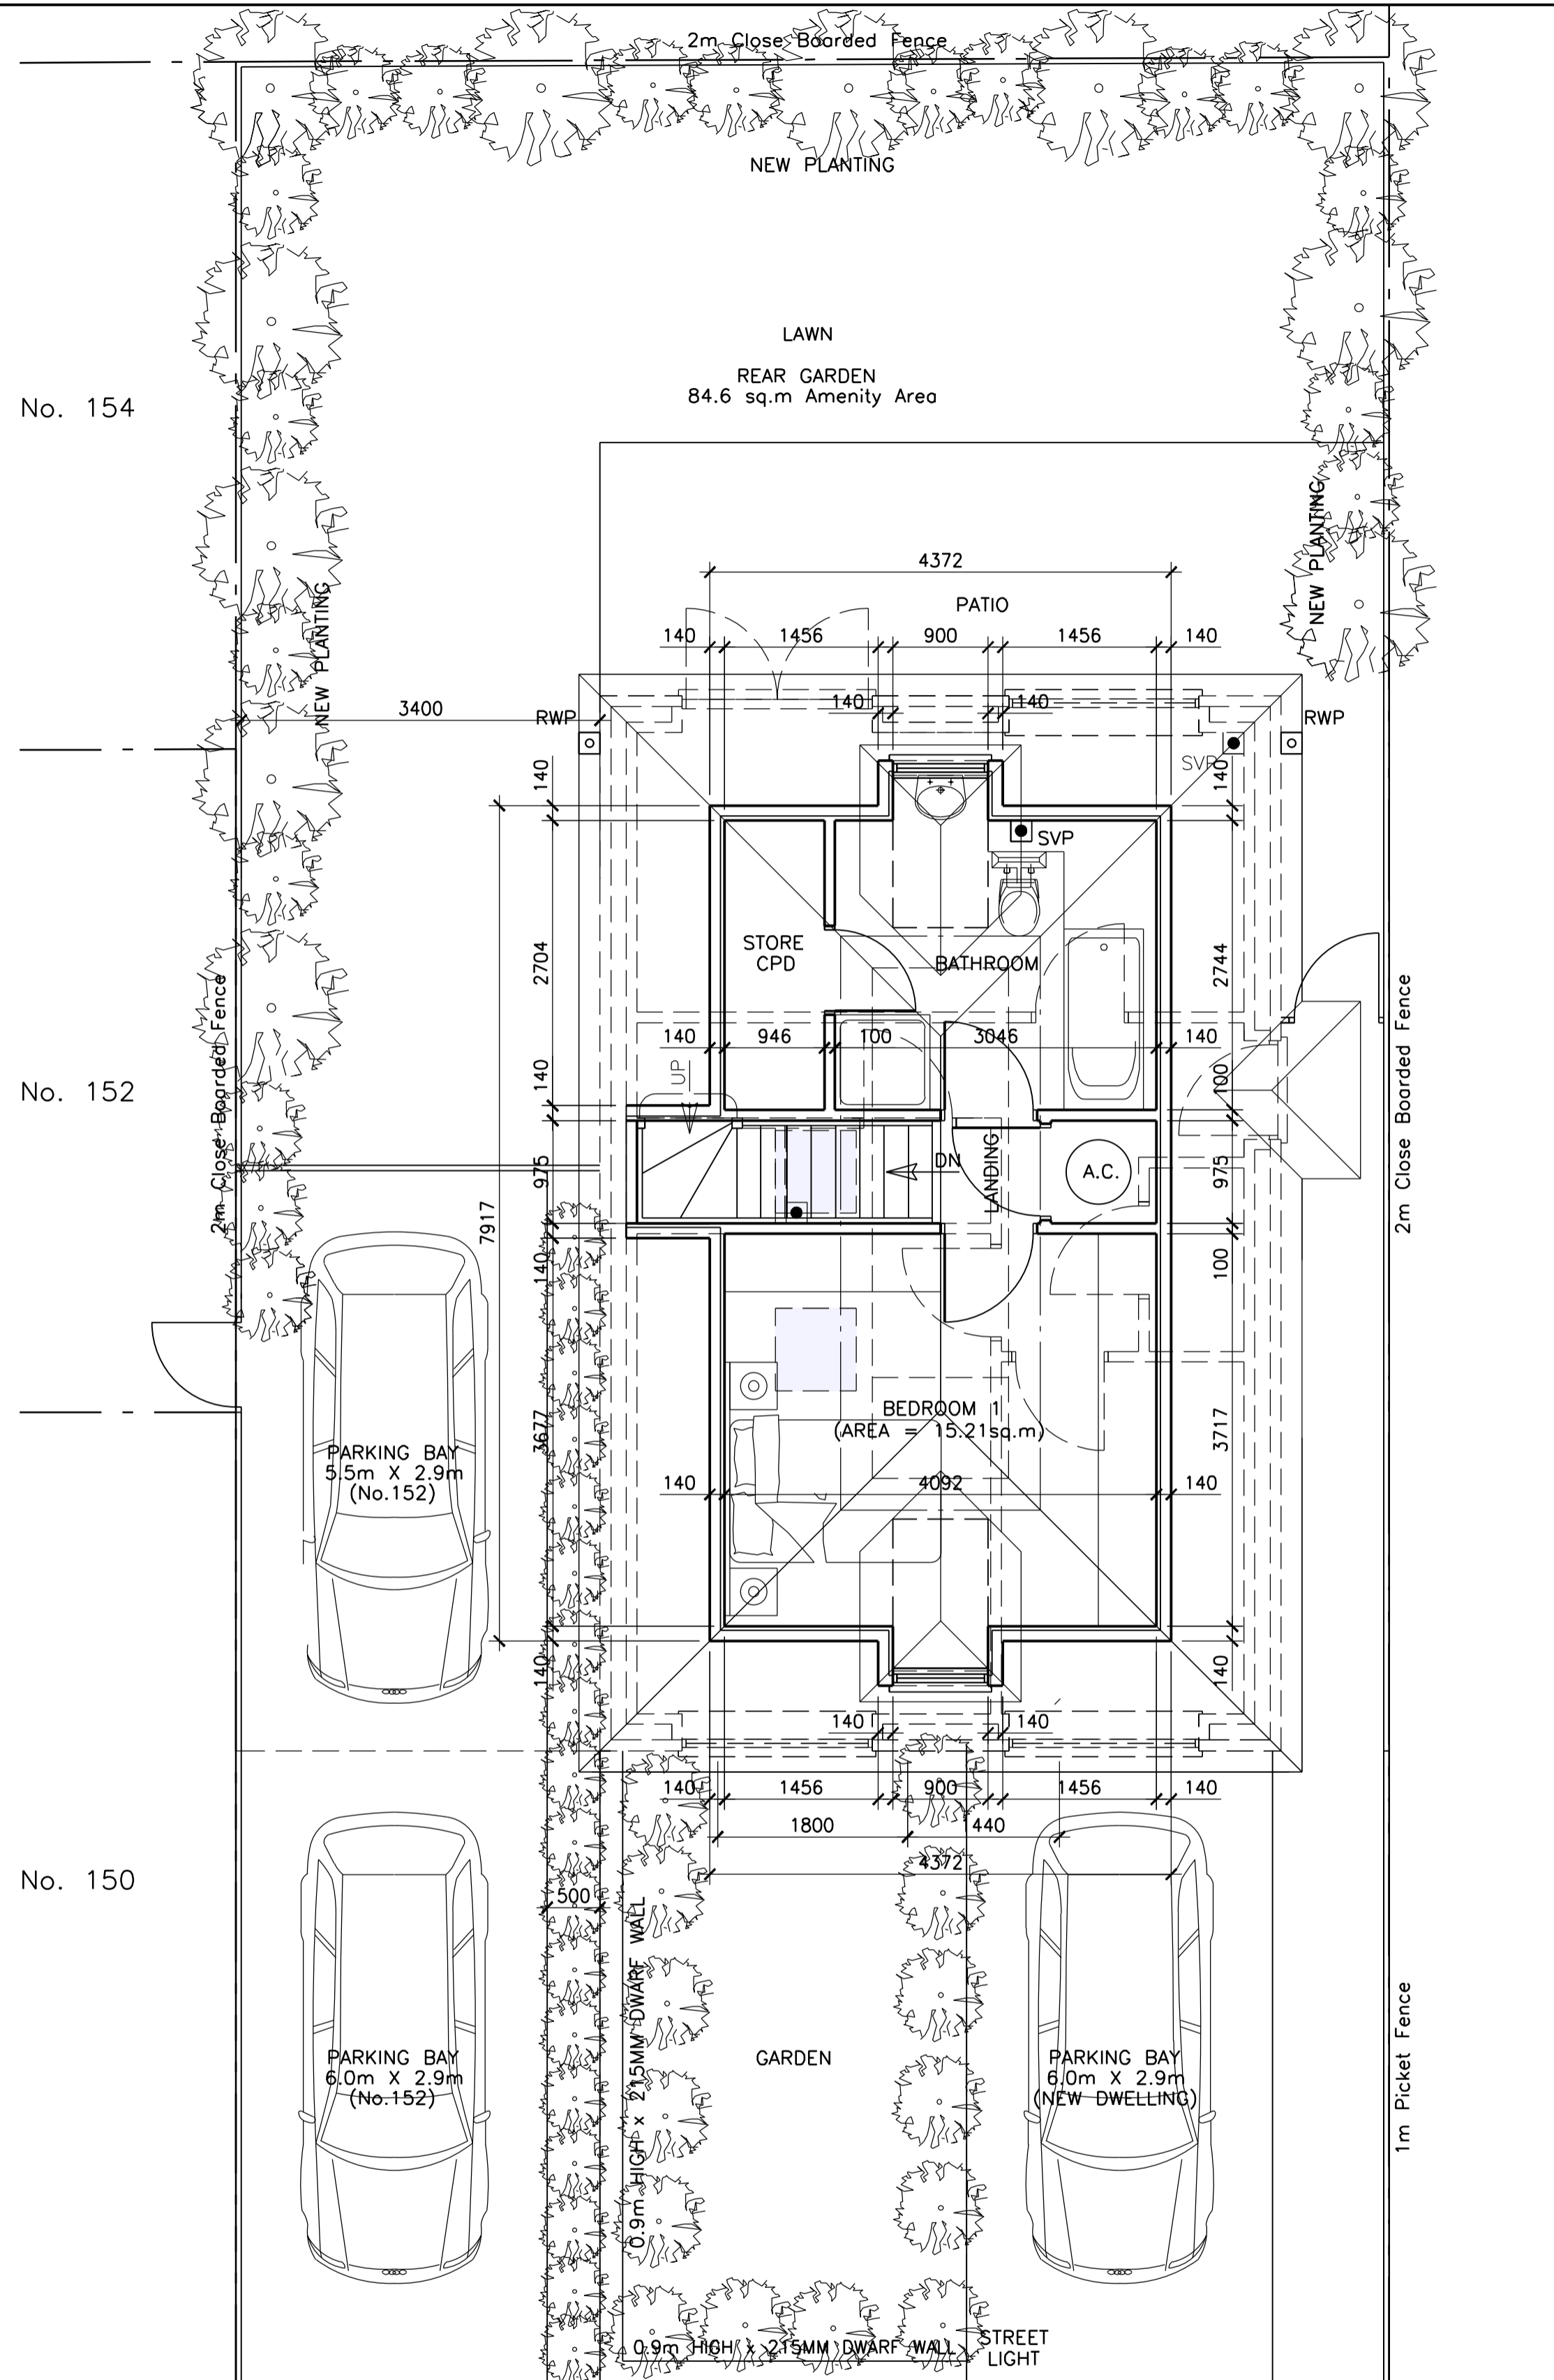 2m Close Boarded Fence
NEW PLANTING
LAWN
REAR GARDEN
84.6 sq.m Amenity Area
No. 154
NEW PLANTING
NEW PLANTING
4372
PATIO
140
1456
900
1456
140
3400
RWP
140
140
RWP
SVP
140
140
SVP
STORE
CPD
BATHROOM
2704
2744
2m Close Boarded Fence
2m Close Boarded Fence
140
946
100
3046
140
No. 152
140
UP
100
975
DN
LANDING
A.C.
975
7917
140
100
BEDROOM 1
(AREA = 15.21sq.m)
3677
3717
PARKING BAY
5.5m X 2.9m
(No.152)
140
4092
140
140
140
140
140
140
1456
900
1456
140
1800
440
4372
No. 150
500
0.9m HIGH x 215MM DWARF WALL
GARDEN
PARKING BAY
6.0m X 2.9m
(No.152)
PARKING BAY
6.0m X 2.9m
(NEW DWELLING)
1m Picket Fence
0.9m HIGH x 215MM DWARF WALL
STREET
LIGHT